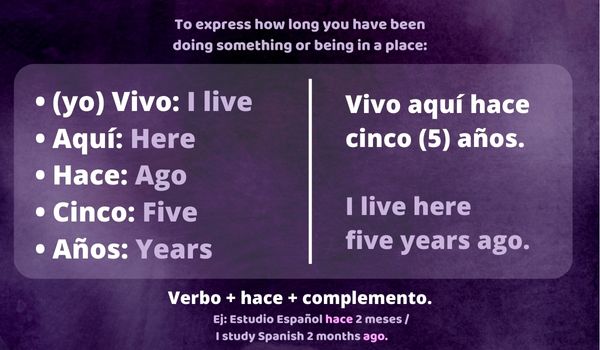 To express how long you have been
doing something or being in a place:
• (yo) Vivo: I live
• Aquí: Here
• Hace: Ago
• Cinco: Five
• Años: Years
Vivo aquí hace
cinco (5) años.
I live here
five years ago.
Verbo + hace + complemento.
Ej: Estudio Español hace 2 meses /
I study Spanish 2 months ago.